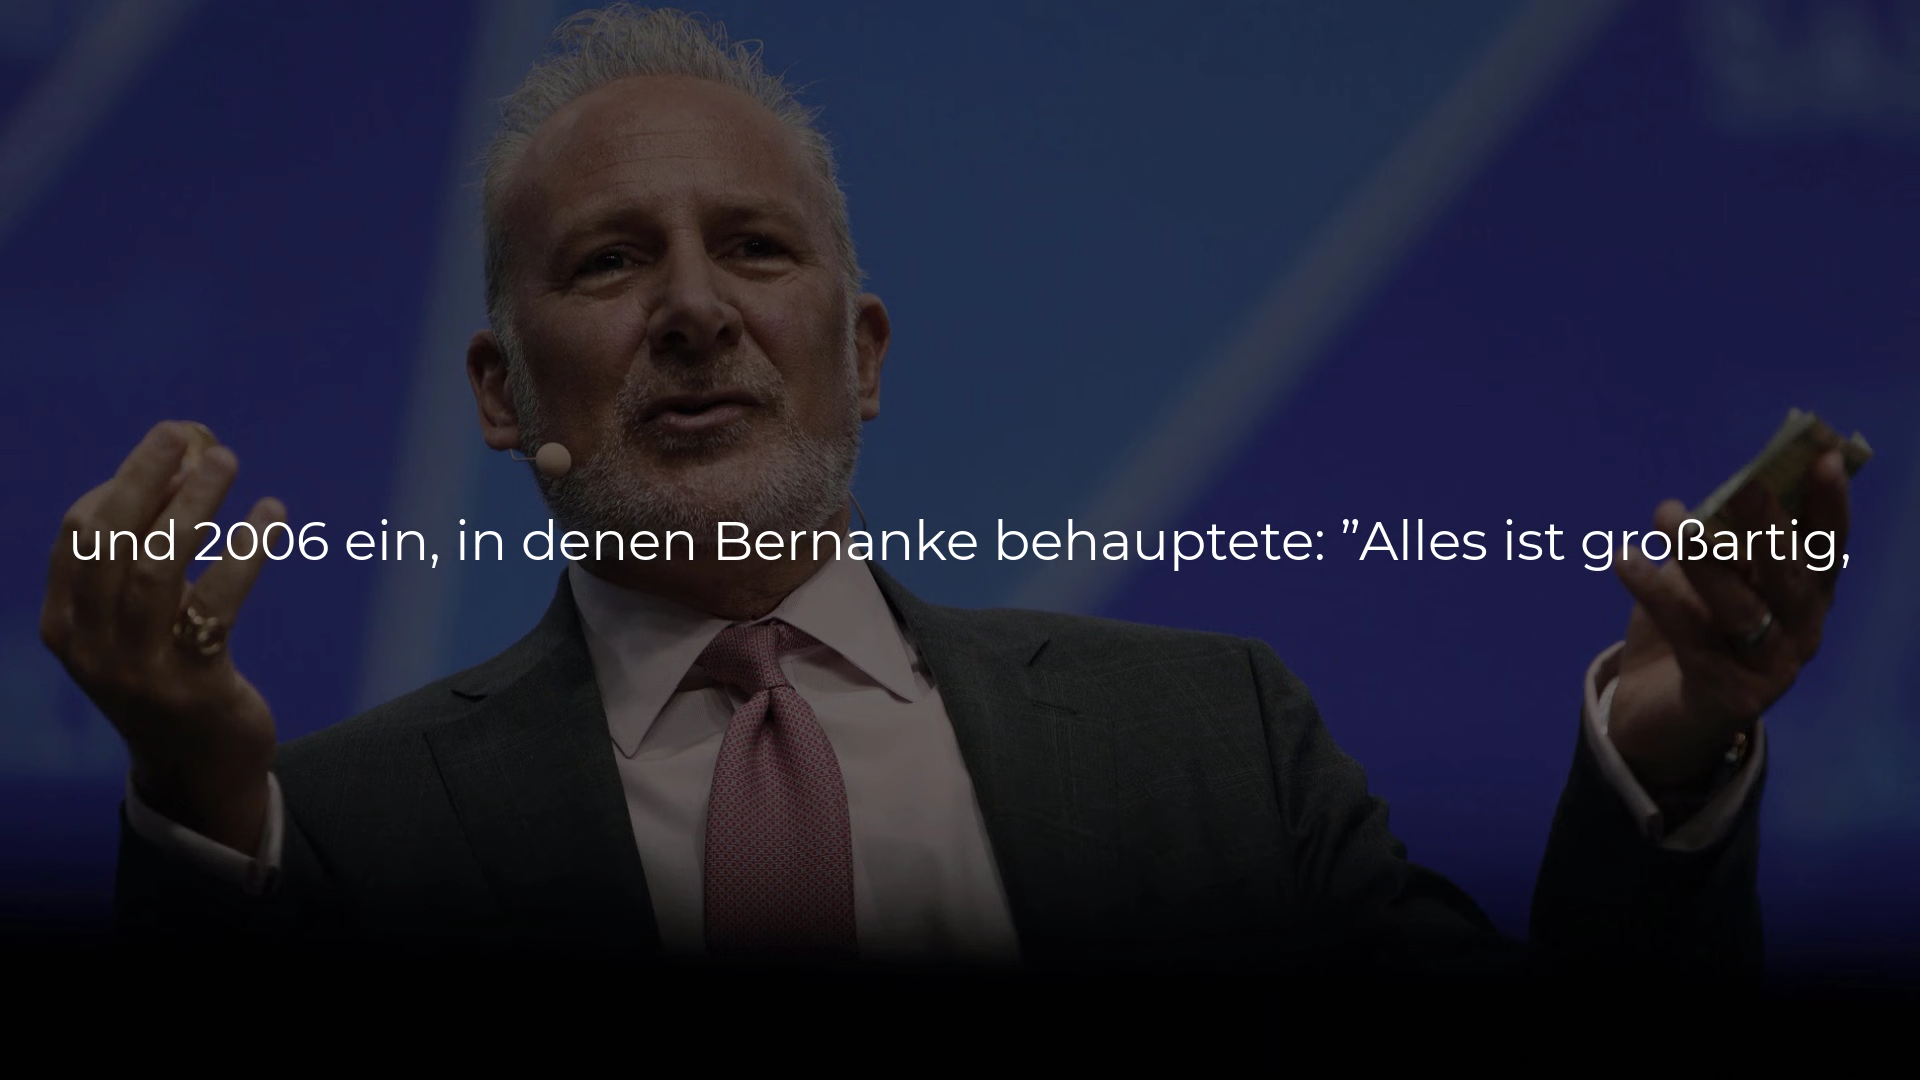 und 2006 ein, in denen Bernanke behauptete: ”Alles ist großartig,